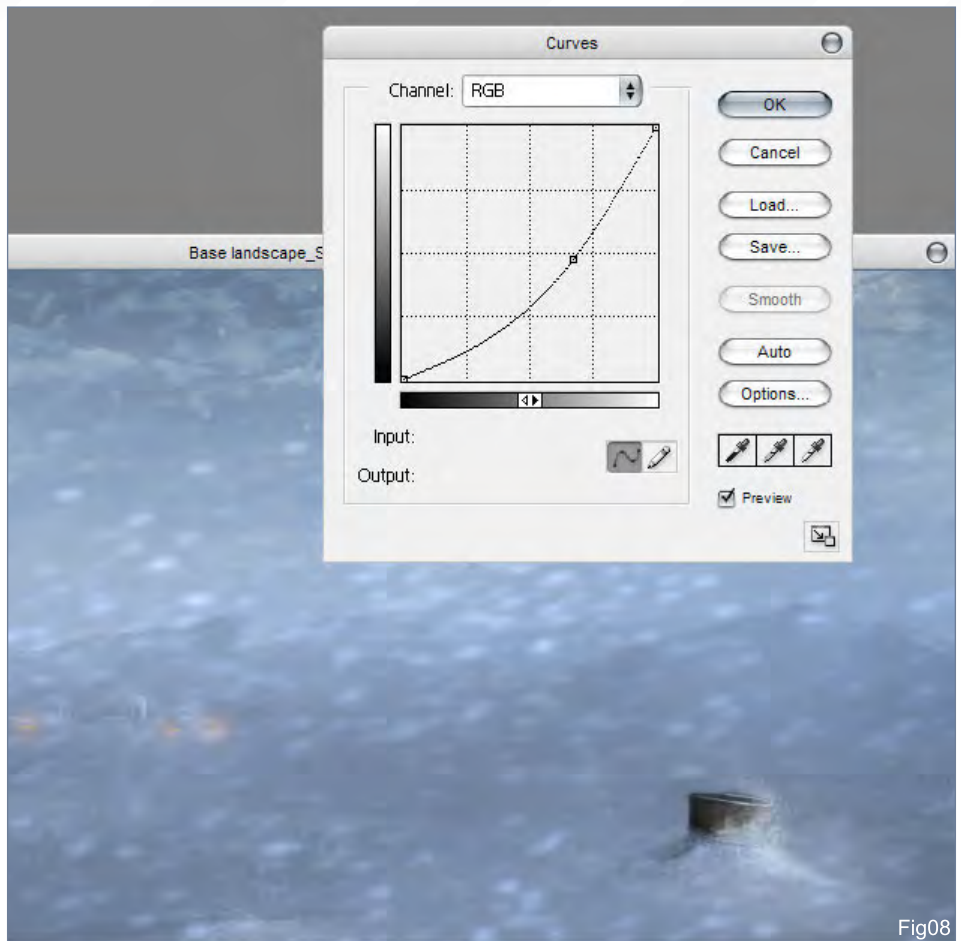 Curves
Channel: RGB
OK
Cancel
Load...
Save...
Base landscape_S
Smooth
Auto
Options...
Input:
Output:
Preview
Fig08